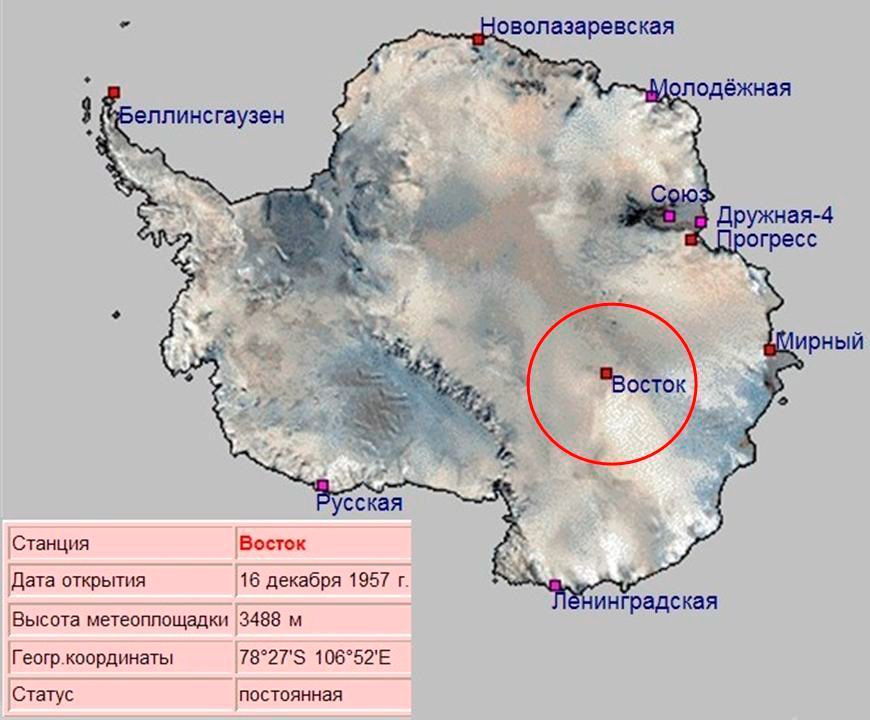 Новолазаревская
Молодёжная
Беллинсгаузен
Союз
Дружная-4
Прогресс
Мирный
Восток
Русская
Ленинградская
Станция Восток
Дата открытия 16 декабря 1957 г.
Высота метеоплощадки 3488 м
Геогр.координаты 78°27'S 106°52'E
Статус постоянная